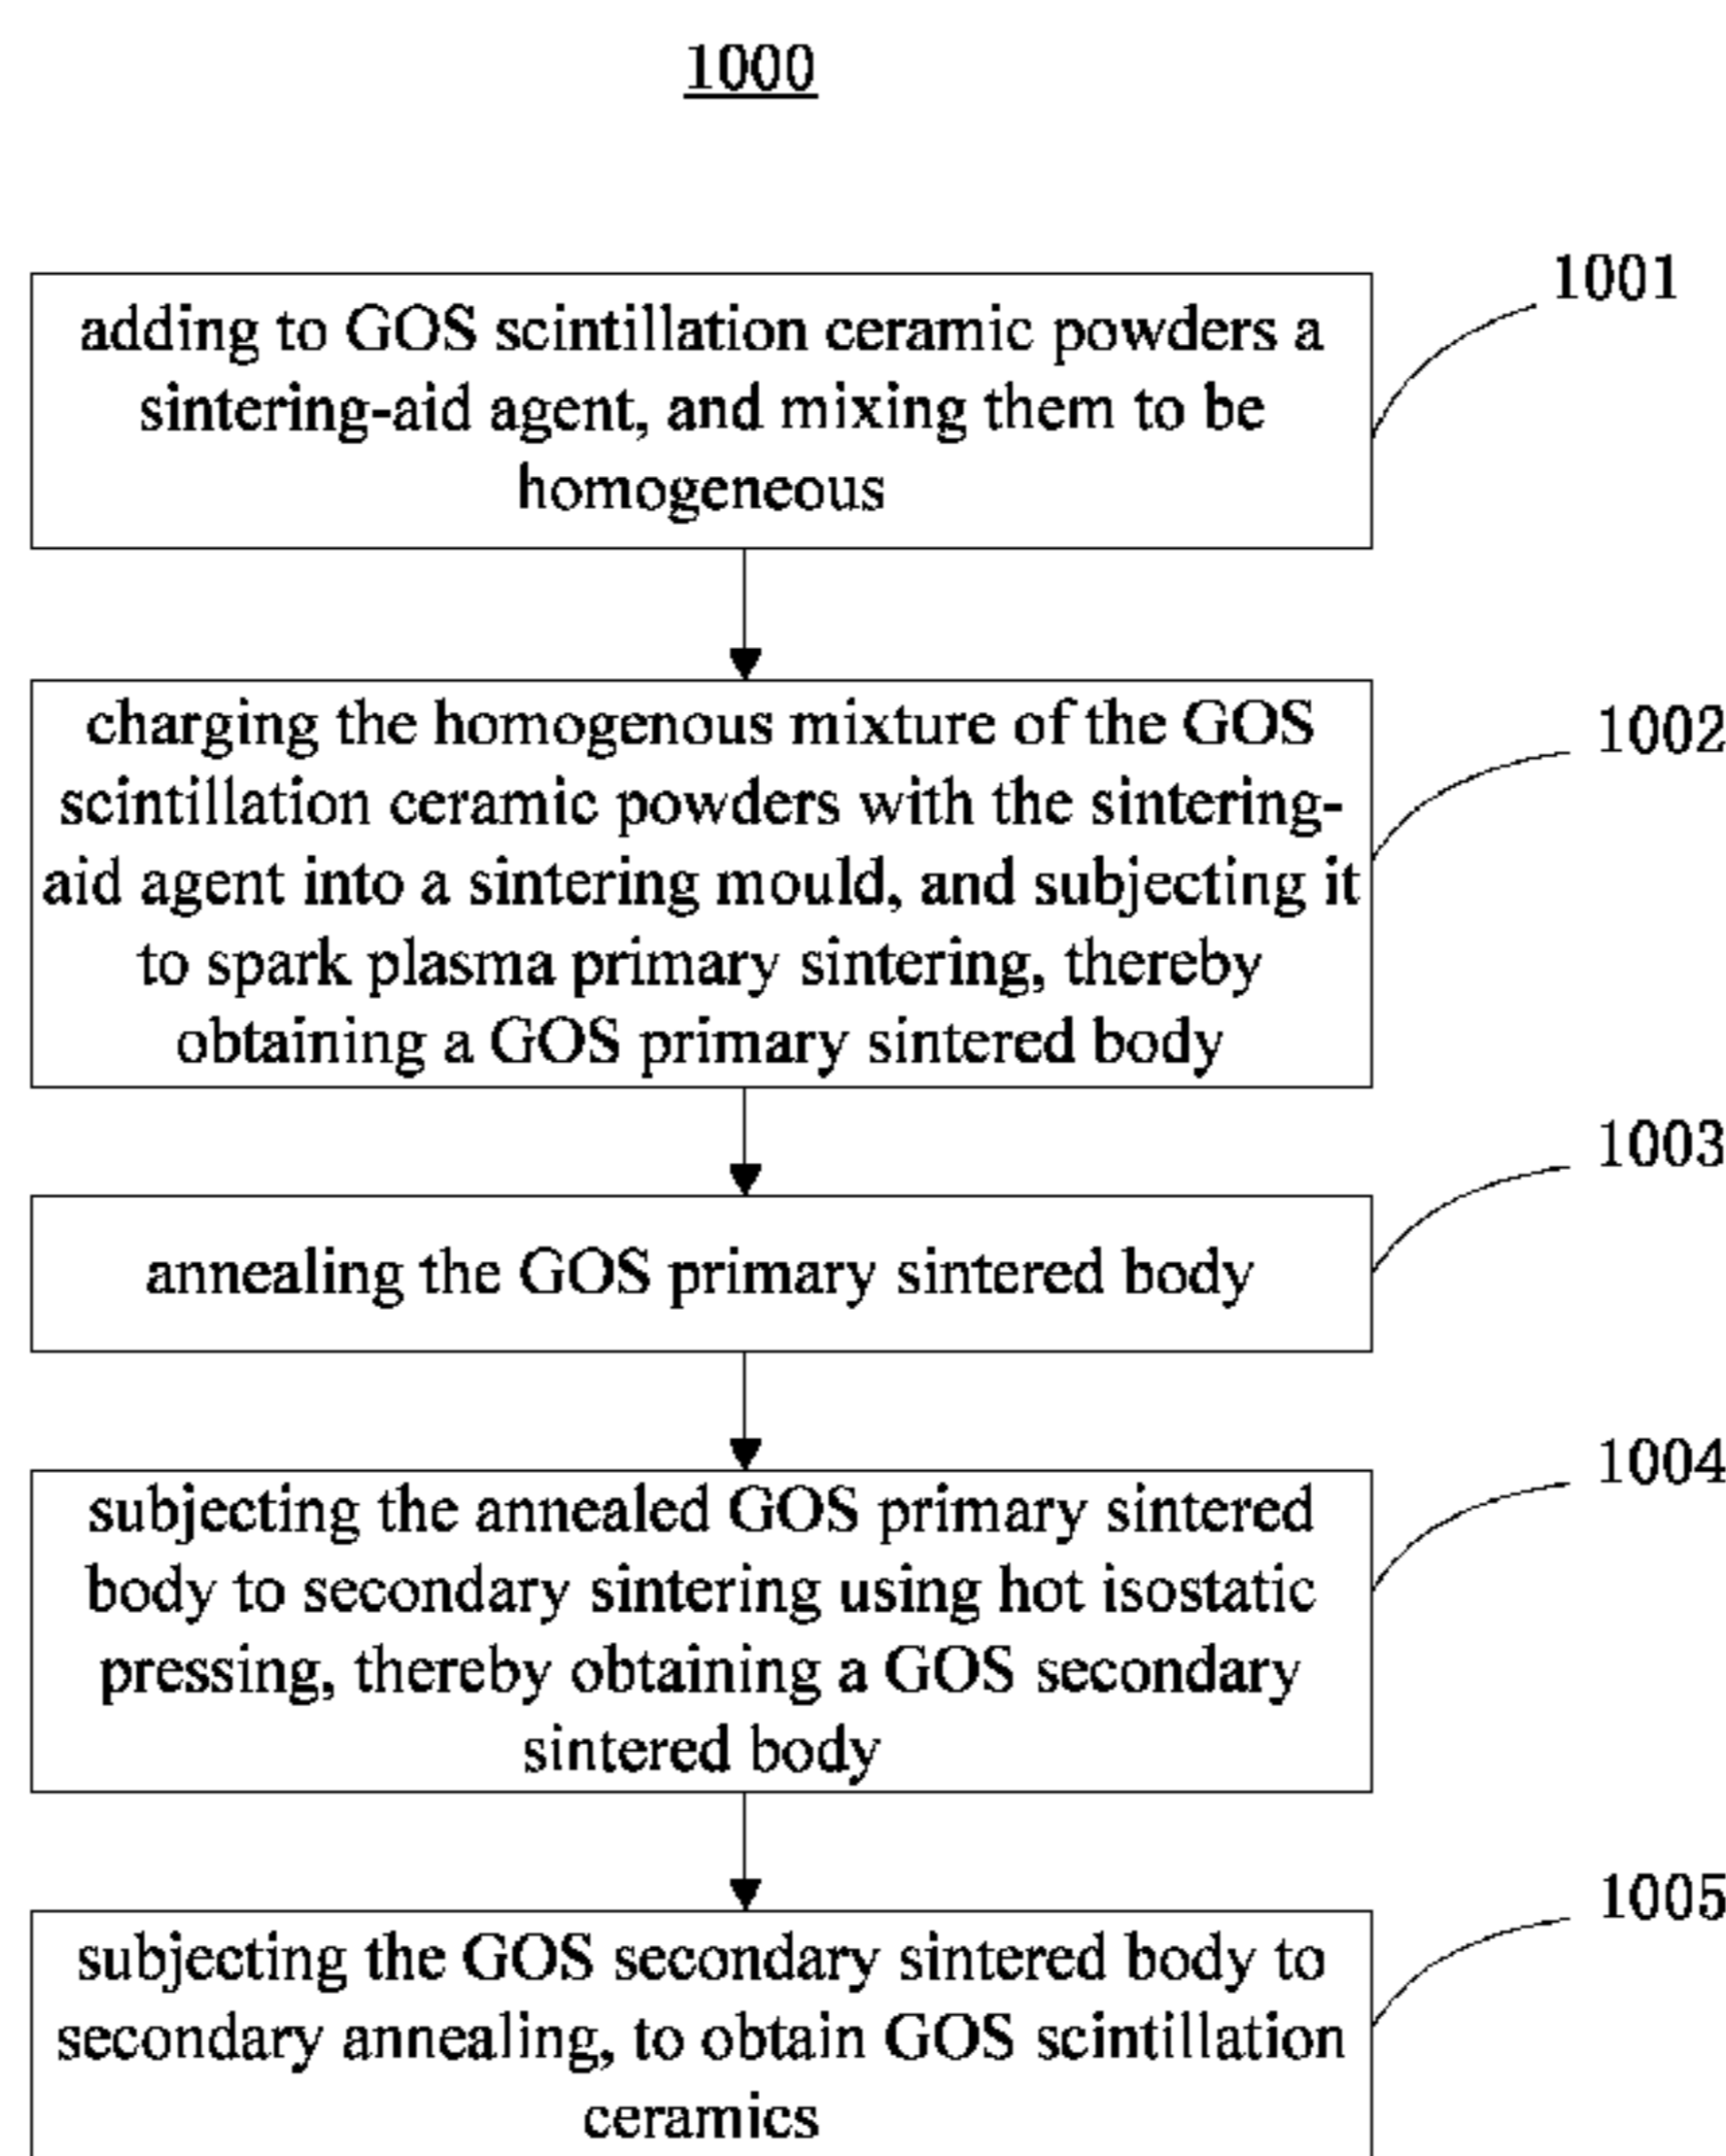 1000
1001
adding to GOS scintillation ceramic powders a
sintering-aid agent, and mixing them to be
homogeneous
1002
charging the homogenous mixture of the GOS
scintillation ceramic powders with the sintering-
aid agent into a sintering mould, and subjecting it
to spark plasma primary sintering, thereby
obtaining a GOS primary sintered body
1003
annealing the GOS primary sintered body
1004
subjecting the annealed GOS primary sintered
body to secondary sintering using hot isostatic
pressing, thereby obtaining a GOS secondary
sintered body
1005
subjecting the GOS secondary sintered body to
secondary annealing, to obtain GOS scintillation
ceramics